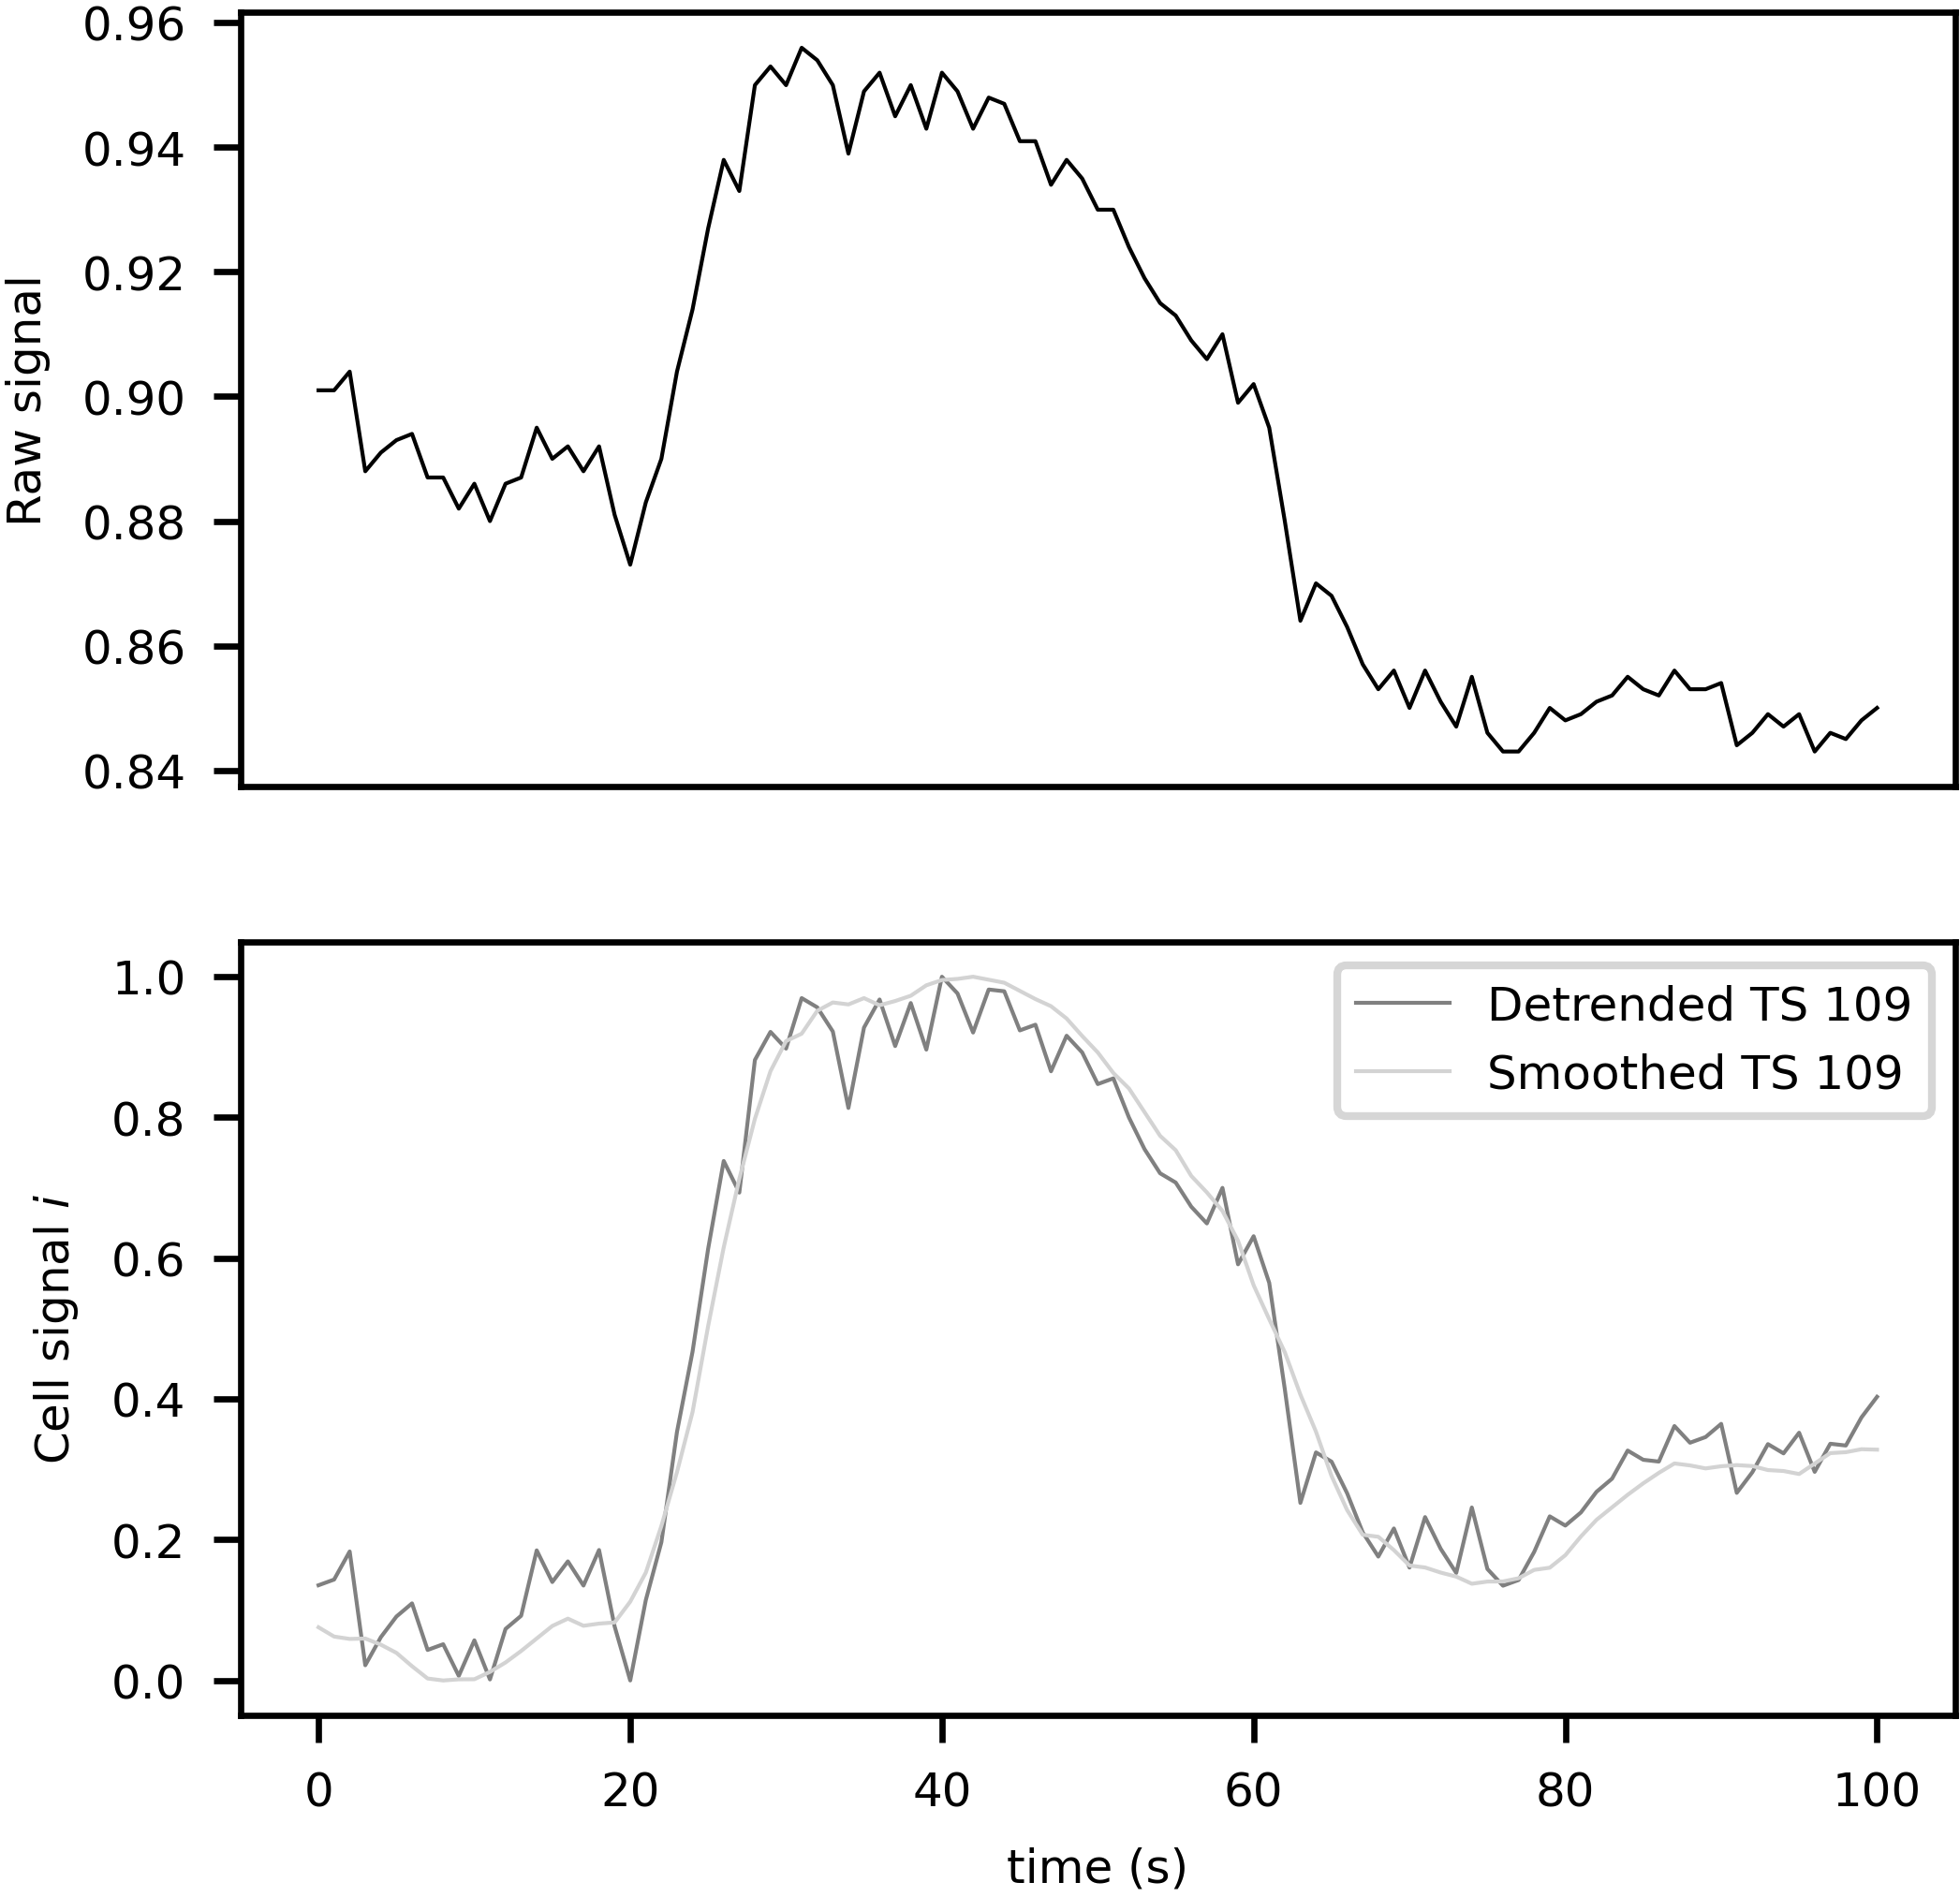 0.96
0.94
0.92
0.90
0.88
0.86
0.84
Raw signal
1.0
0.8
0.6
0.4
0.2
0.0
Cell signal i
Detrended TS 109
Smoothed TS 109
0 20 40 60 80 100
time (s)